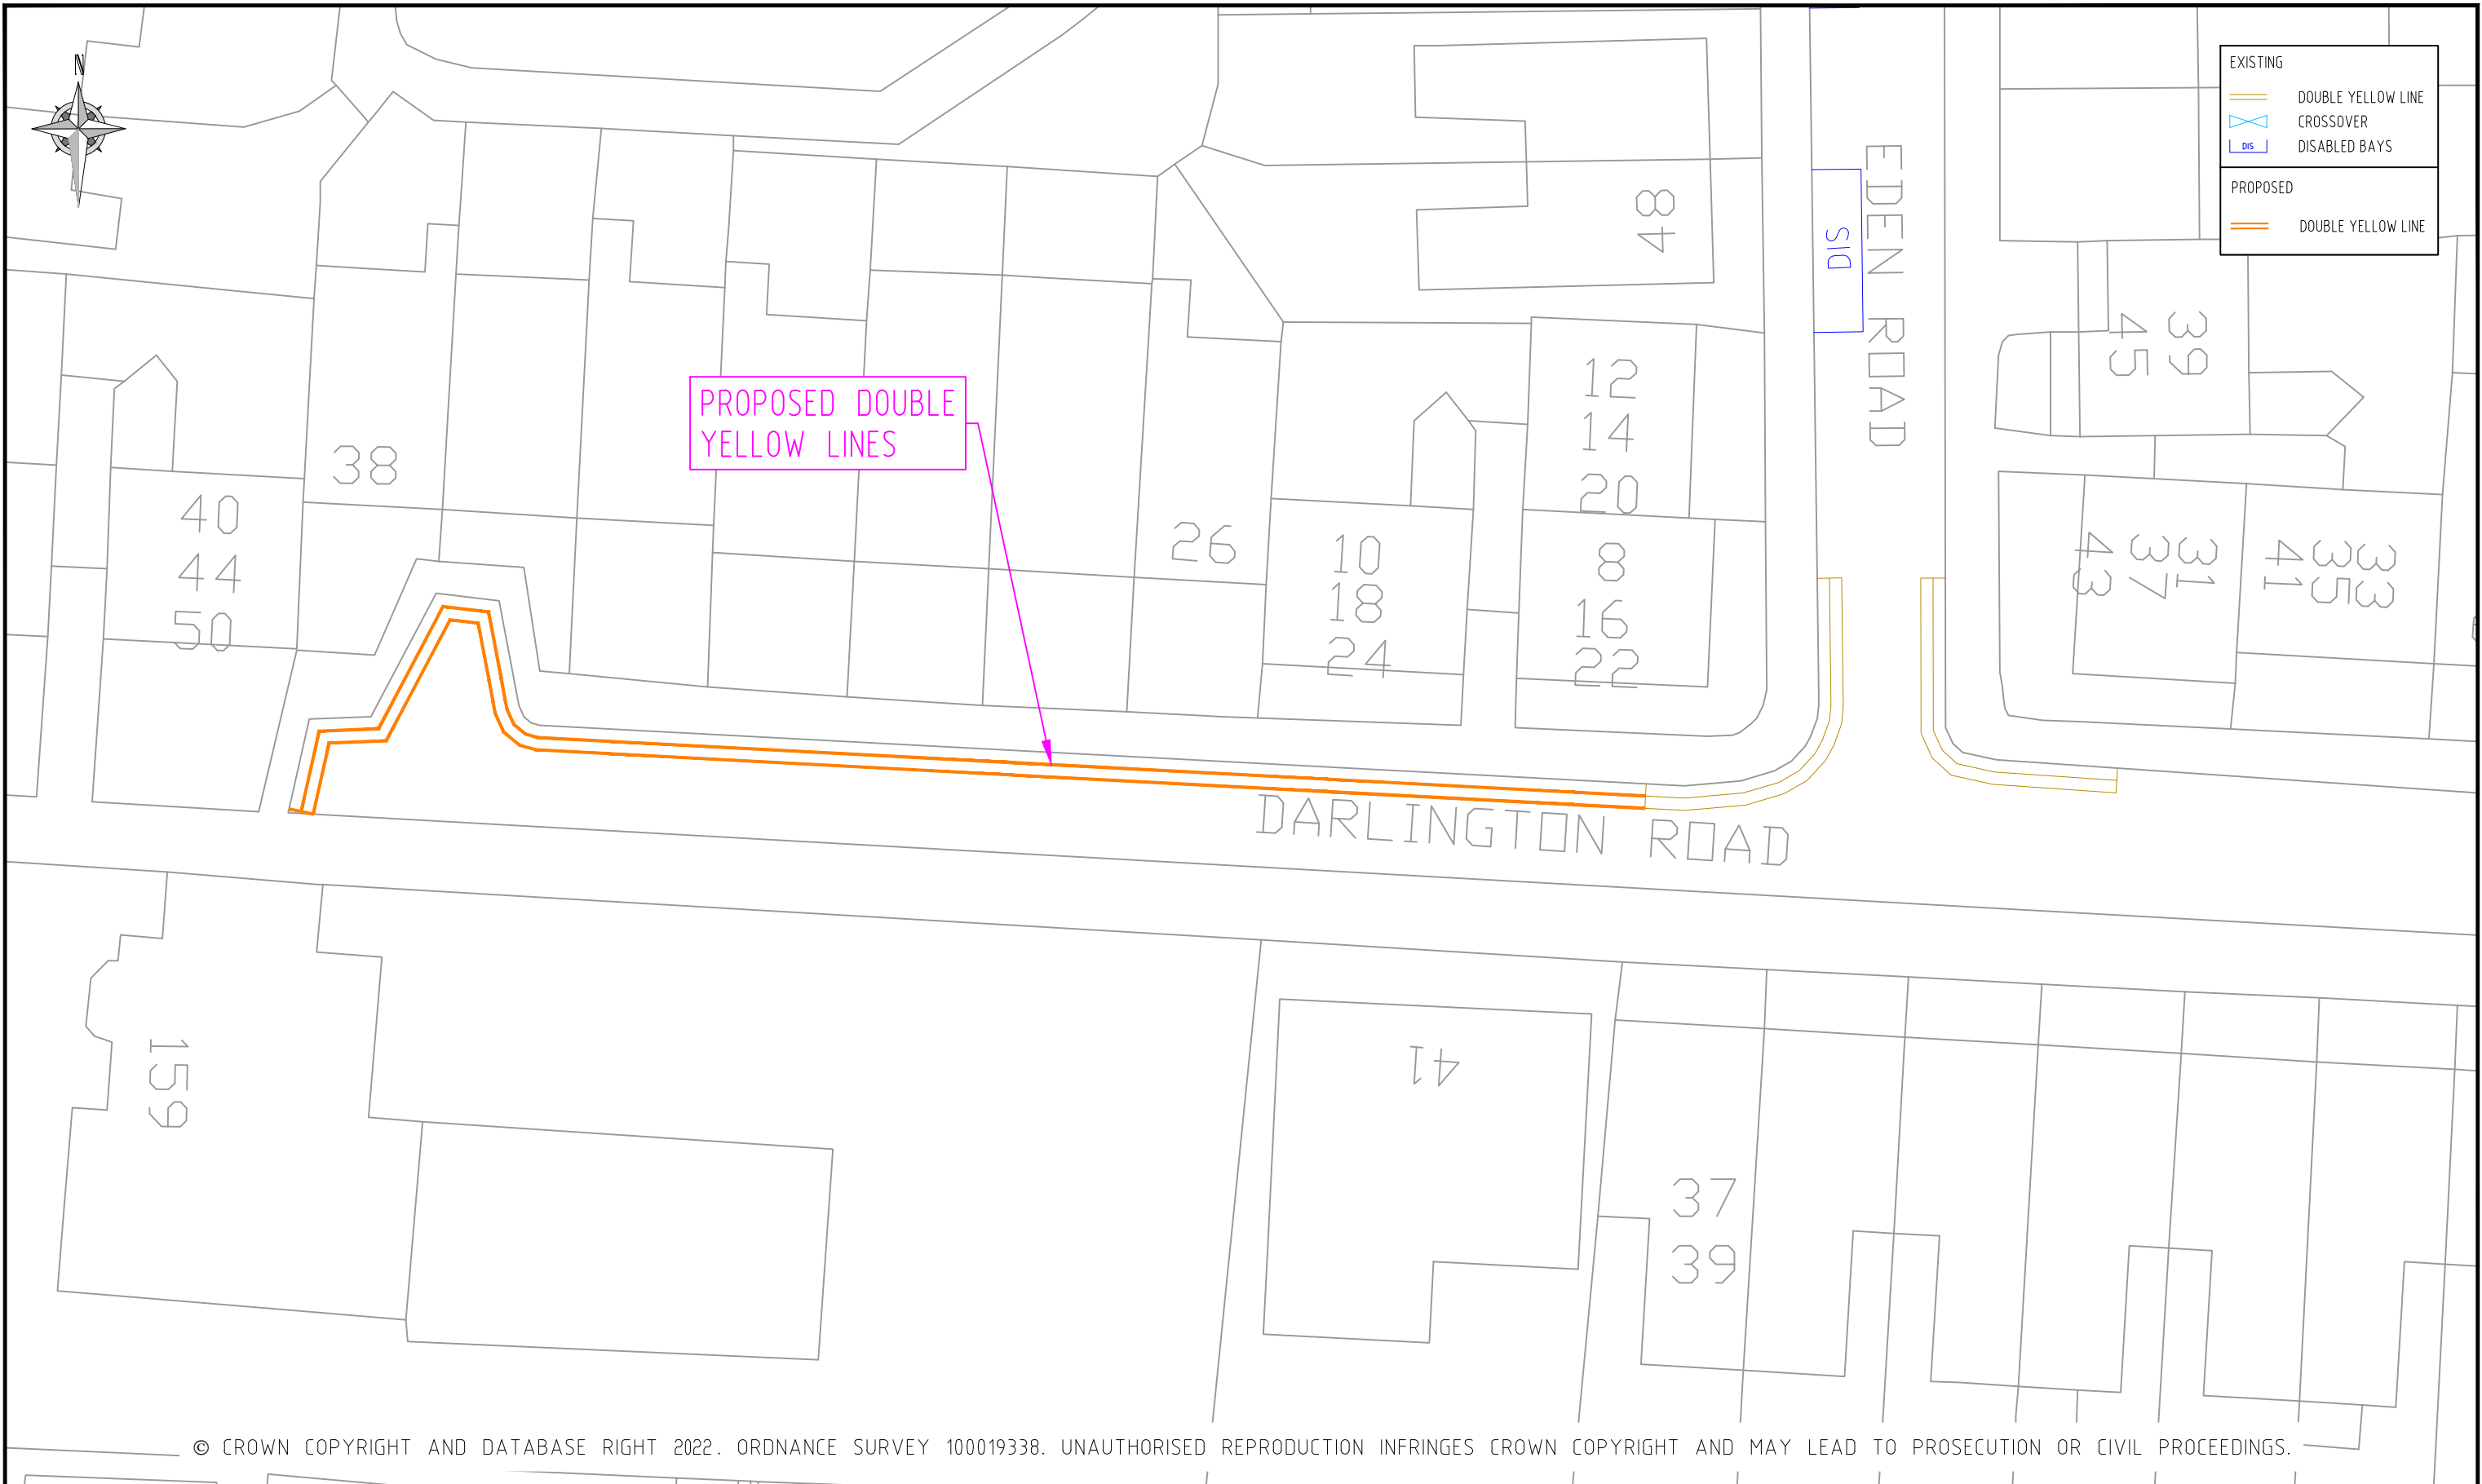 N
EXISTING
DOUBLE YELLOW LINE
CROSSOVER
DIS
DISABLED BAYS
PROPOSED
DOUBLE YELLOW LINE
48
DIS
EDEN ROAD
45
39
12
14
20
PROPOSED DOUBLE
YELLOW LINES
38
40
44
50
26
10
18
24
8
16
22
43
37
31
41
35
33
DARLINGTON ROAD
159
41
37
39
© CROWN COPYRIGHT AND DATABASE RIGHT 2022. ORDNANCE SURVEY 100019338. UNAUTHORISED REPRODUCTION INFRINGES CROWN COPYRIGHT AND MAY LEAD TO PROSECUTION OR CIVIL PROCEEDINGS.